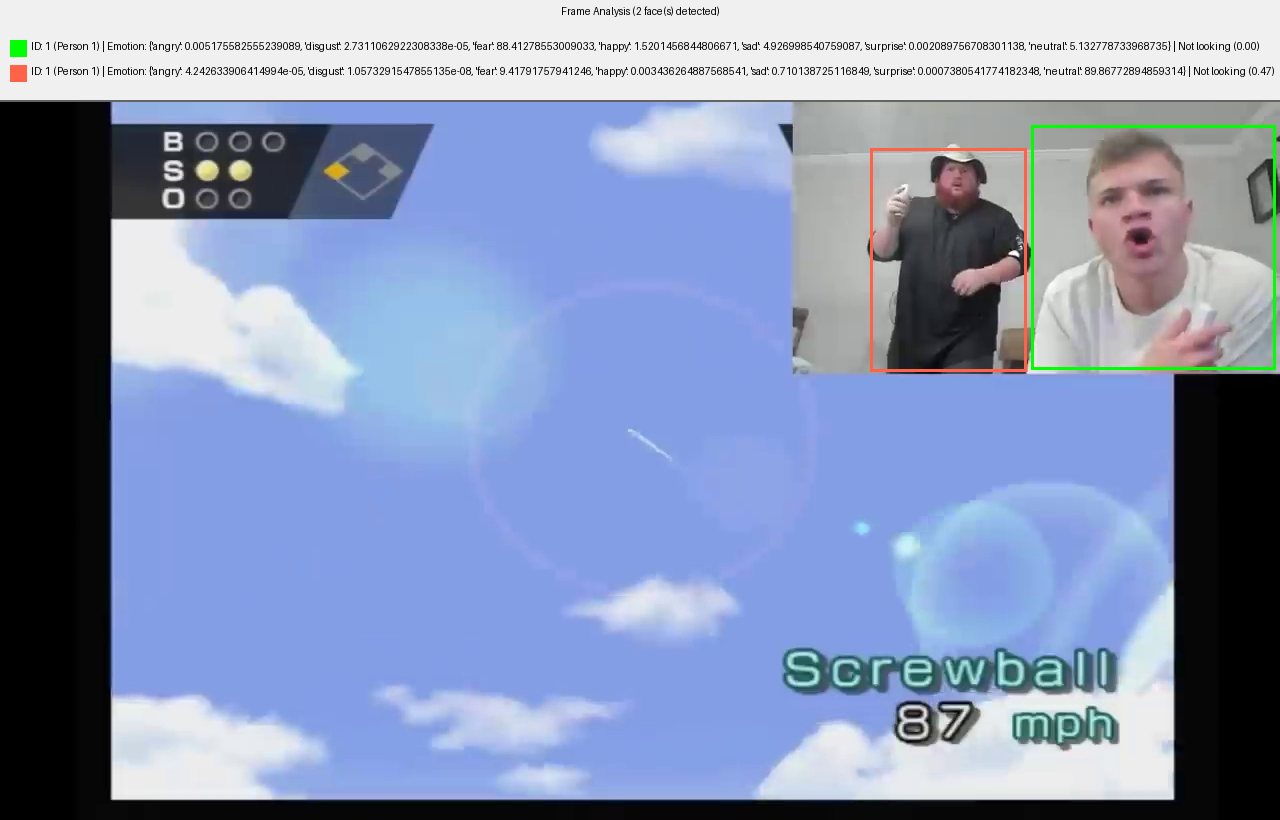 Frame Analysis (2 face(s) detected)
ID: 1 (Person 1) | Emotion: {'angry': 0.005175582555239089, 'disgust': 2.7311062922308338e-05, 'fear': 88.41278553009033, 'happy': 1.5201456844806671, 'sad': 4.926998540759087, 'surprise': 0.002089756708301138, 'neutral': 5.132778733968735} | Not looking (0.00)
ID: 1 (Person 1) | Emotion: {'angry': 4.242633906414994e-05, 'disgust': 1.0573291547855135e-08, 'fear': 9.41791757941246, 'happy': 0.003436264887568541, 'sad': 0.710138725116849, 'surprise': 0.0007380541774182348, 'neutral': 89.86772894859314} | Not looking (0.47)
B
S
O
Screwball
87 mph